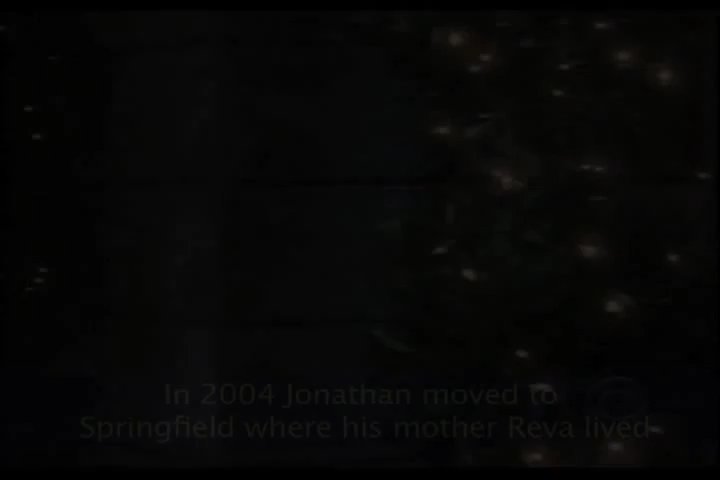 In 2004 Jonathan moved to
Springfield where his mother Reva lived